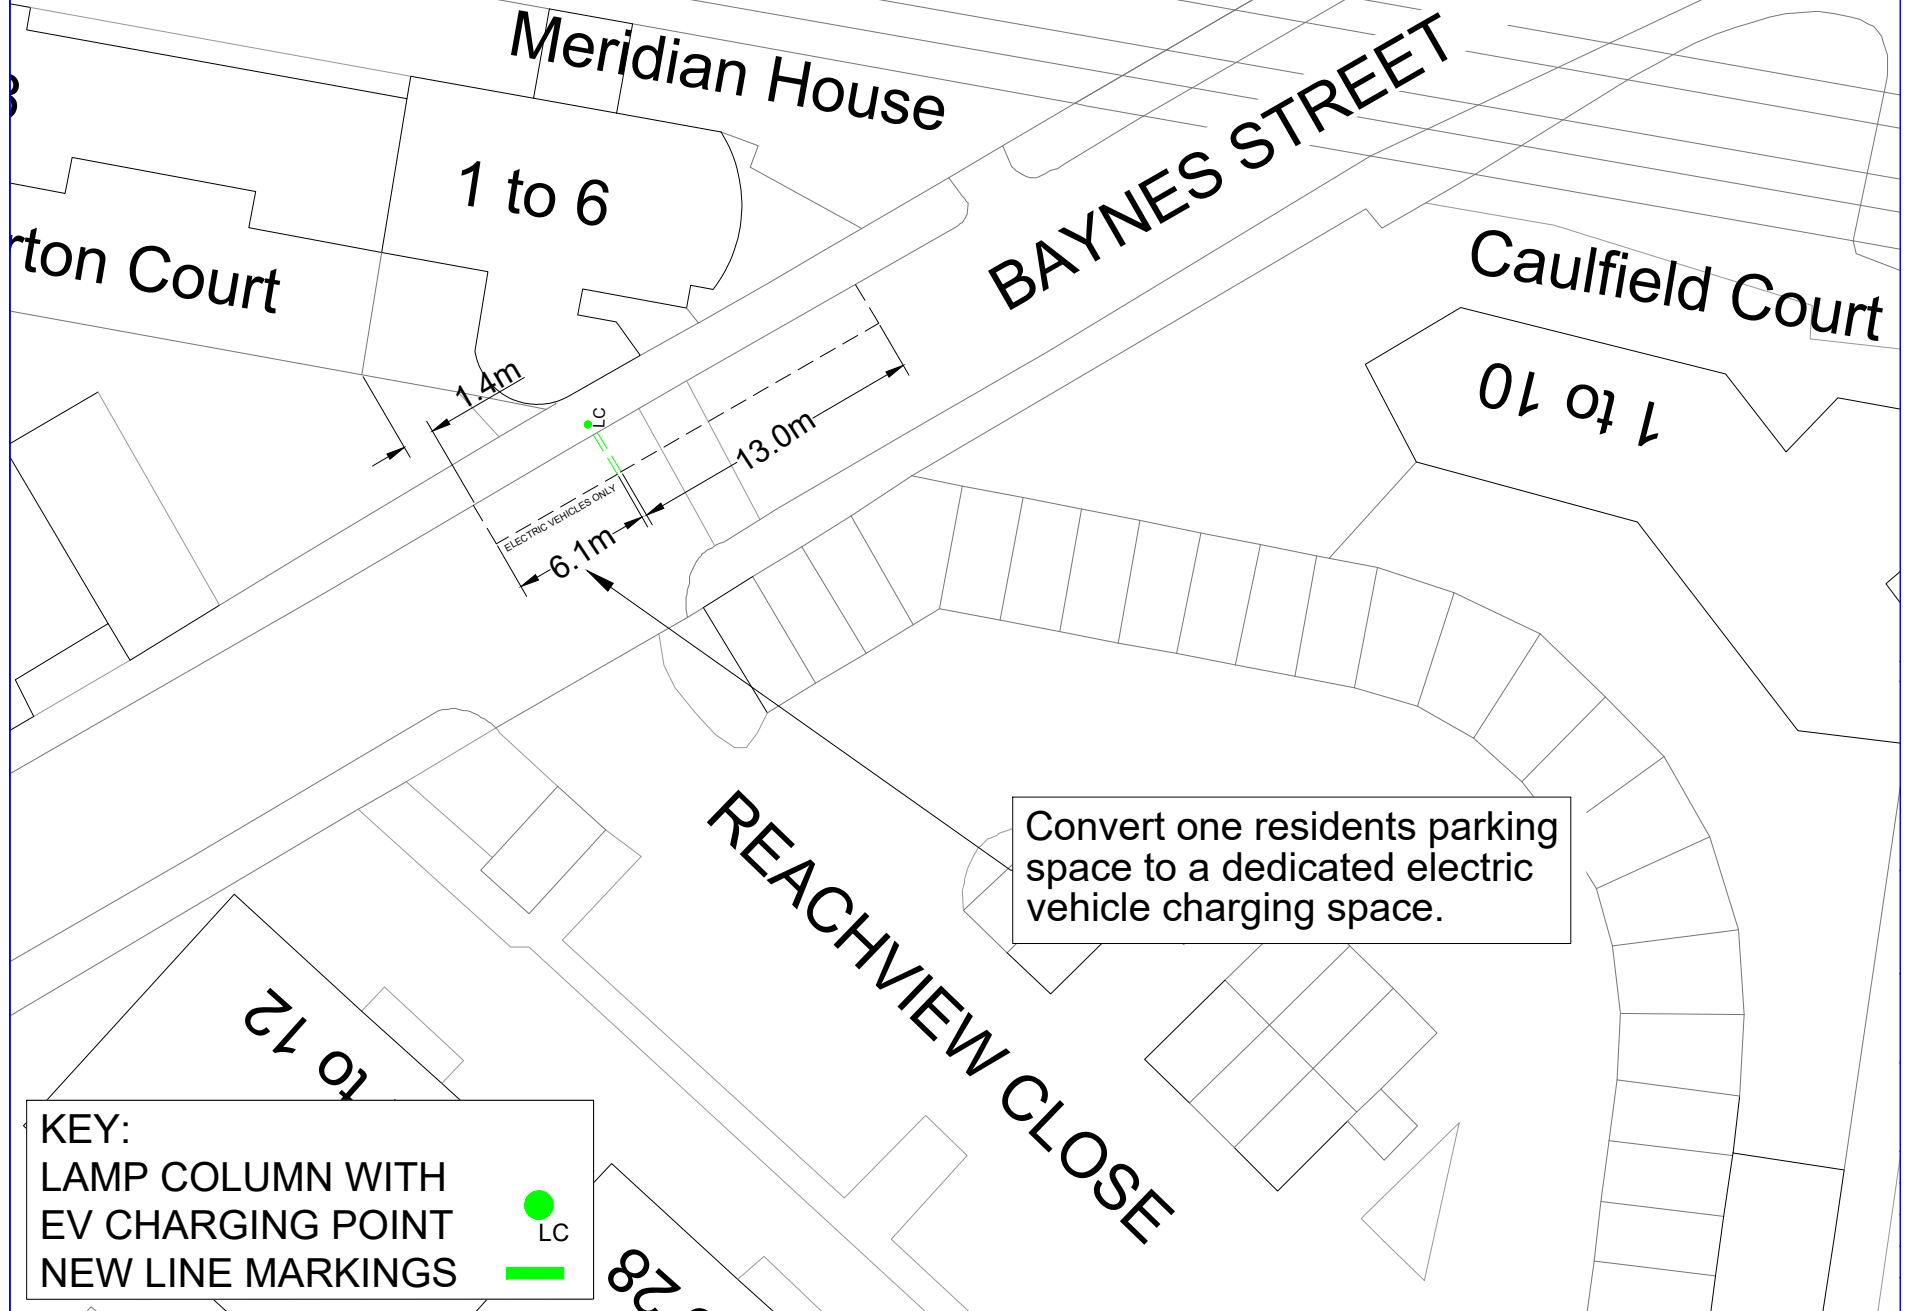 Meridian House
BAYNES STREET
1 to 6
rton Court
Caulfield Court
1 to 10
1.4m
LC
13.0m
ELECTRIC VEHICLES ONLY
6.1m
REACHVIEW CLOSE
Convert one residents parking
space to a dedicated electric
vehicle charging space.
to 12
28
KEY:
LAMP COLUMN WITH
EV CHARGING POINT
LC
NEW LINE MARKINGS